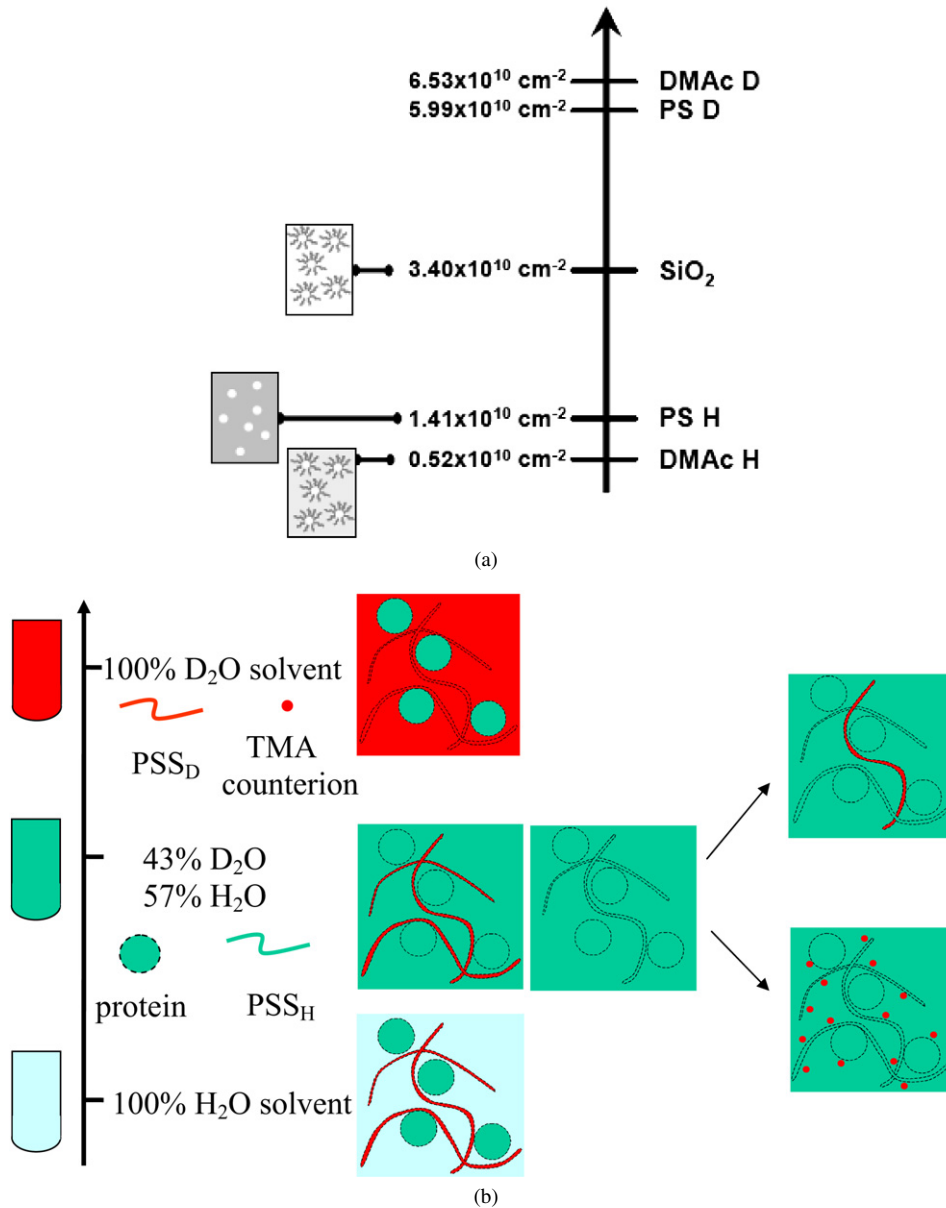 6.53x10¹⁰ cm⁻² DMAc D
5.99x10¹⁰ cm⁻² PS D
3.40x10¹⁰ cm⁻² SiO₂
1.41x10¹⁰ cm⁻² PS H
0.52x10¹⁰ cm⁻² DMAc H
(a)
100% D₂O solvent
PSS_D
TMA
counterion
43% D₂O
57% H₂O
protein
PSS_H
100% H₂O solvent
(b)